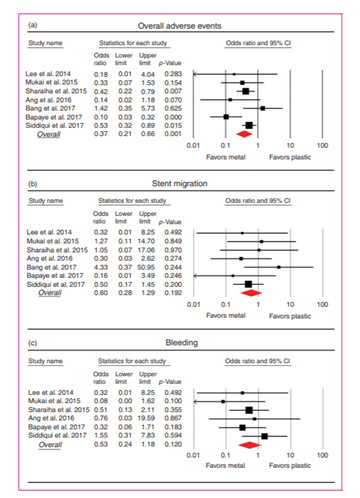 (a) Overall adverse events
Study name Statistics for each study Odds ratio and 95% CI
Odds Lower Upper
ratio limit limit p-Value
Lee et al. 2014 0.18 0.01 4.04 0.283
Mukai et al. 2015 0.33 0.07 1.53 0.154
Sharaiha et al. 2015 0.42 0.22 0.79 0.007
Ang et al. 2016 0.14 0.02 1.18 0.070
Bang et al. 2017 1.42 0.35 5.73 0.625
Bapaye et al. 2017 0.10 0.03 0.32 0.000
Siddiqui et al. 2017 0.53 0.32 0.89 0.015
Overall 0.37 0.21 0.66 0.001
0.01 0.1 1 10 100
Favors metal Favors plastic
(b) Stent migration
Study name Statistics for each study Odds ratio and 95% CI
Odds Lower Upper
ratio limit limit p-Value
Lee et al. 2014 0.32 0.01 8.25 0.492
Mukai et al. 2015 1.27 0.11 14.70 0.849
Sharaiha et al. 2015 1.05 0.07 17.06 0.970
Ang et al. 2016 0.30 0.03 2.62 0.274
Bang et al. 2017 4.33 0.37 50.95 0.244
Bapaye et al. 2017 0.16 0.01 3.49 0.246
Siddiqui et al. 2017 0.50 0.17 1.45 0.200
Overall 0.60 0.28 1.29 0.192
0.01 0.1 1 10 100
Favors metal Favors plastic
(c) Bleeding
Study name Statistics for each study Odds ratio and 95% CI
Odds Lower Upper
ratio limit limit p-Value
Lee et al. 2014 0.32 0.01 8.25 0.492
Mukai et al. 2015 0.08 0.00 1.62 0.100
Sharaiha et al. 2015 0.51 0.13 2.11 0.355
Ang et al. 2016 0.76 0.03 19.59 0.867
Bapaye et al. 2017 0.32 0.06 1.71 0.183
Siddiqui et al. 2017 1.55 0.31 7.83 0.594
Overall 0.53 0.24 1.18 0.120
0.01 0.1 1 10 100
Favors metal Favors plastic